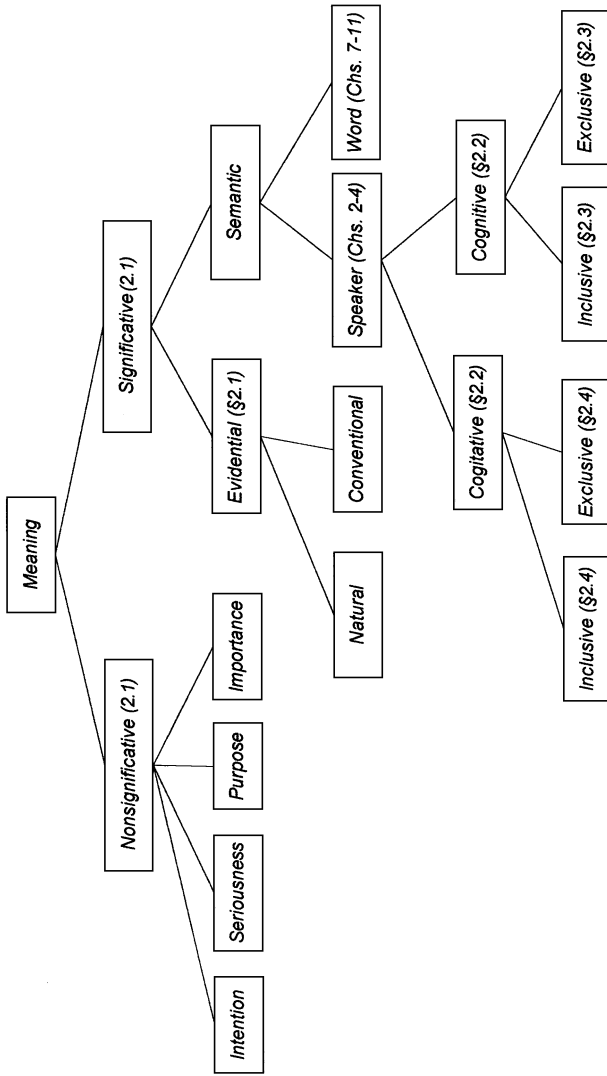 Meaning
Nonsignificative (2.1)
Significative (2.1)
Intention
Seriousness
Purpose
Importance
Evidential (§2.1)
Semantic
Natural
Conventional
Speaker (Chs. 2-4)
Word (Chs. 7-11)
Cogitative (§2.2)
Cognitive (§2.2)
Inclusive (§2.4)
Exclusive (§2.4)
Inclusive (§2.3)
Exclusive (§2.3)